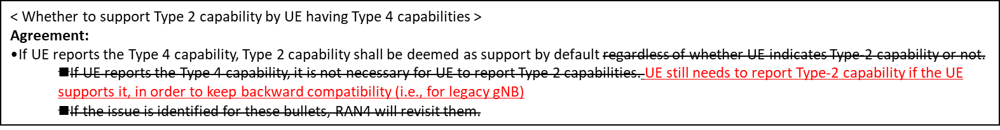 < Whether to support Type 2 capability by UE having Type 4 capabilities >
Agreement:
•If UE reports the Type 4 capability, Type 2 capability shall be deemed as support by default regardless of whether UE indicates Type-2 capability or not.
■If UE reports the Type 4 capability, it is not necessary for UE to report Type 2 capabilities. UE still needs to report Type-2 capability if the UE
supports it, in order to keep backward compatibility (i.e., for legacy gNB)
■If the issue is identified for these bullets, RAN4 will revisit them.